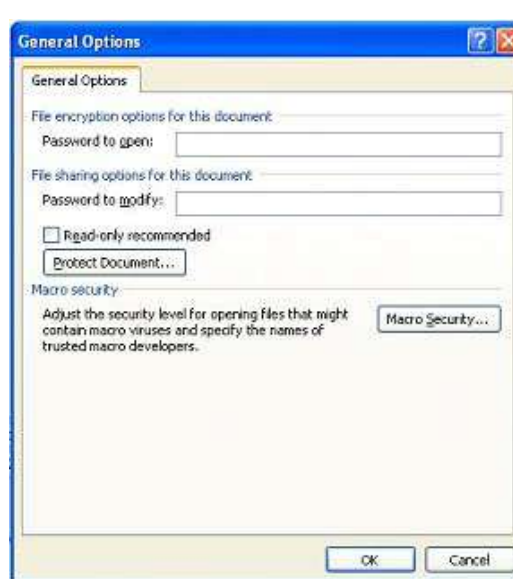 General Options
General Options
File encryption options for this document
Password to open:
File sharing options for this document
Password to modify:
Read-only recommended
Protect Document...
Macro security
Adjust the security level for opening files that might
contain macro viruses and specify the names of
trusted macro developers.
Macro Security...
OK Cancel